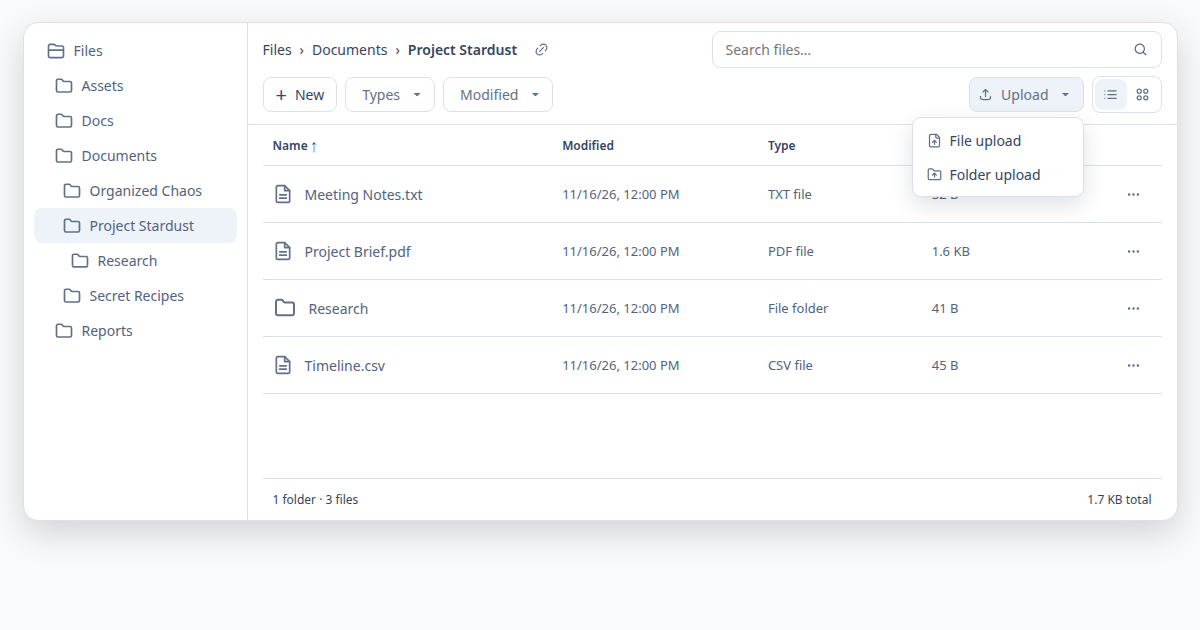 Files
Assets
Docs
Documents
Organized Chaos
Project Stardust
Research
Secret Recipes
Reports
Files › Documents › Project Stardust
Search files...
+ New Types Modified Upload
File upload
Folder upload
Name ↑ Modified Type
Meeting Notes.txt 11/16/26, 12:00 PM TXT file
Project Brief.pdf 11/16/26, 12:00 PM PDF file 1.6 KB
Research 11/16/26, 12:00 PM File folder 41 B
Timeline.csv 11/16/26, 12:00 PM CSV file 45 B
1 folder · 3 files 1.7 KB total